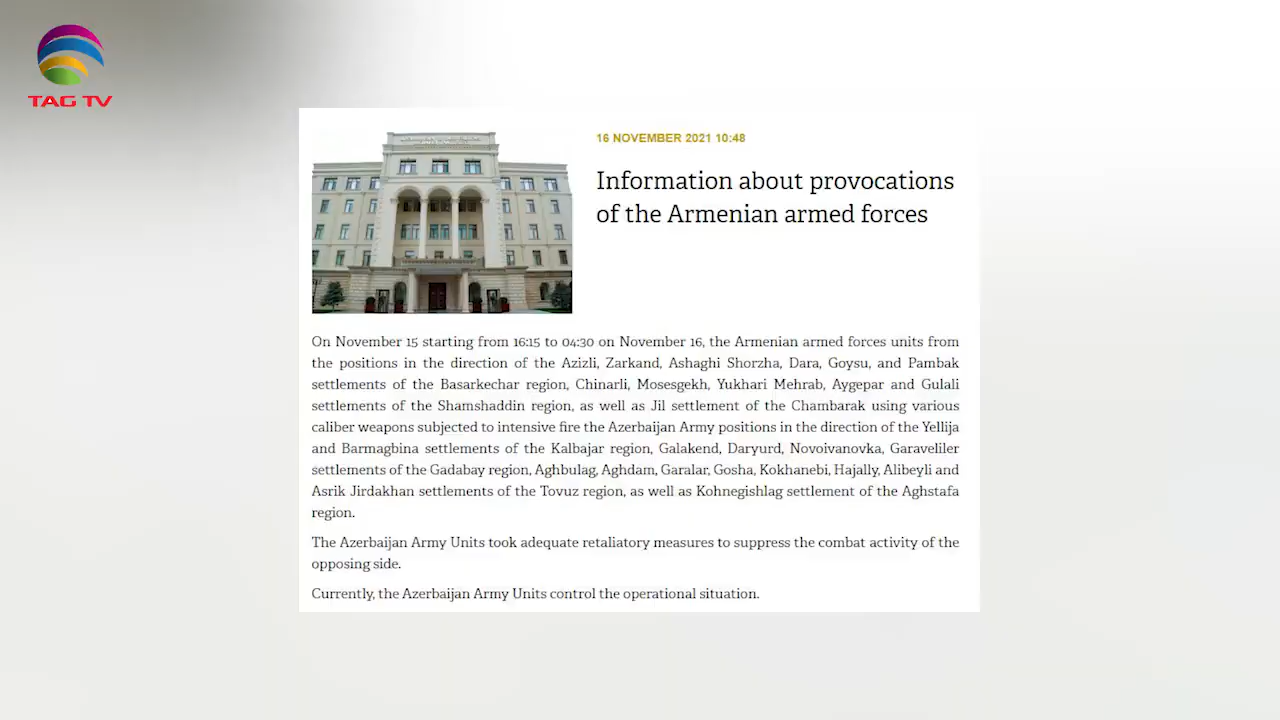 TAG TV
16 NOVEMBER 2021 10:48
Information about provocations
of the Armenian armed forces
On November 15 starting from 16:15 to 04:30 on November 16, the Armenian armed forces units from
the positions in the direction of the Azizli, Zarkand, Ashaghi Shorzha, Dara, Goysu, and Pambak
settlements of the Basarkechar region, Chinarli, Mosesgekh, Yukhari Mehrab, Aygepar and Gulali
settlements of the Shamshaddin region, as well as Jil settlement of the Chambarak using various
caliber weapons subjected to intensive fire the Azerbaijan Army positions in the direction of the Yellija
and Barmagbina settlements of the Kalbajar region, Galakend, Daryurd, Novoivanovka, Garaveliler
settlements of the Gadabay region, Aghbulag, Aghdam, Garalar, Gosha, Kokhanebi, Hajally, Alibeyli and
Asrik Jirdakhan settlements of the Tovuz region, as well as Kohnegishlag settlement of the Aghstafa
region.
The Azerbaijan Army Units took adequate retaliatory measures to suppress the combat activity of the
opposing side.
Currently, the Azerbaijan Army Units control the operational situation.